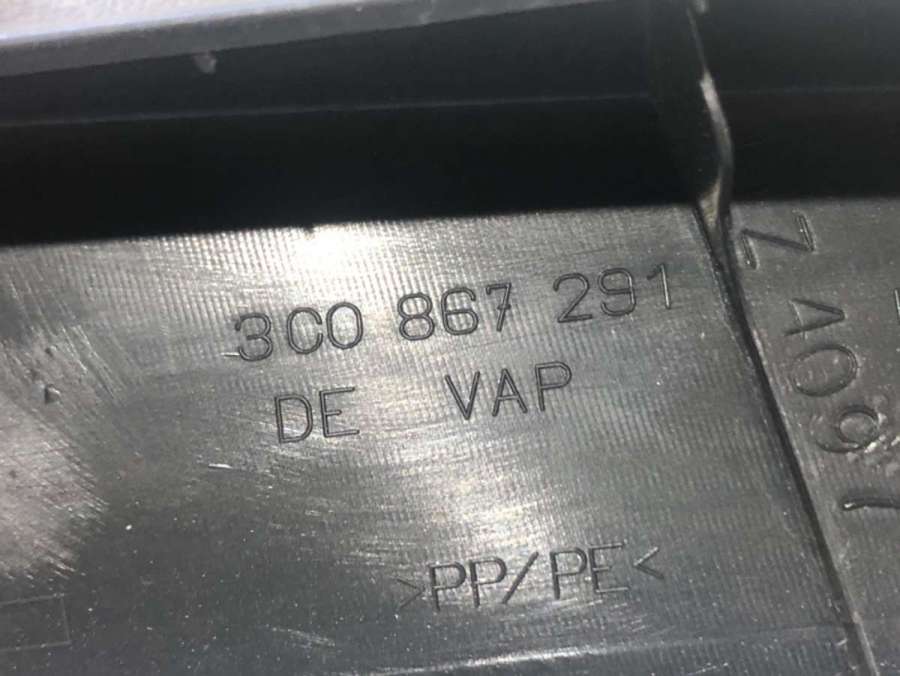 3C0 867 291
DE VAP
>PP/PE<